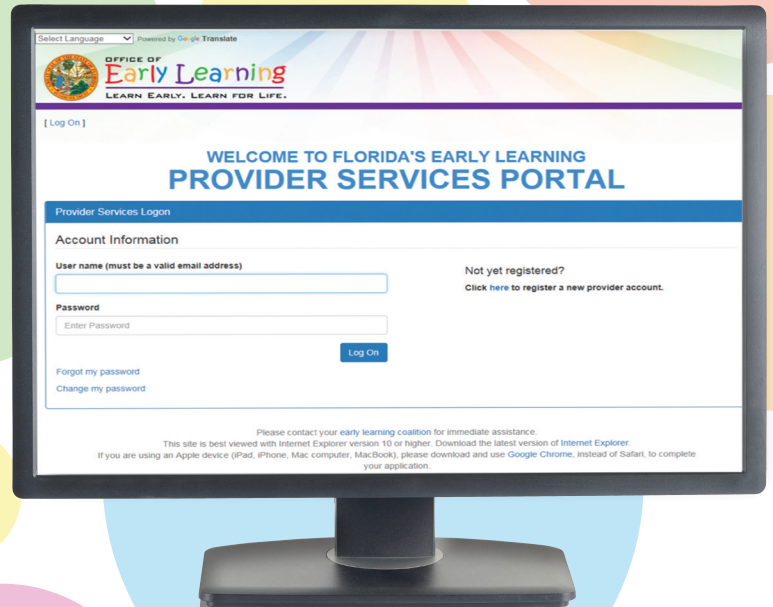 Select Language Powered by Google Translate
OFFICE OF
Early Learning
LEARN EARLY. LEARN FOR LIFE.
[ Log On ]
WELCOME TO FLORIDA'S EARLY LEARNING
PROVIDER SERVICES PORTAL
Provider Services Logon
Account Information
User name (must be a valid email address)
Not yet registered?
Click here to register a new provider account.
Password
Enter Password
Log On
Forgot my password
Change my password
Please contact your early learning coalition for immediate assistance.
This site is best viewed with Internet Explorer version 10 or higher. Download the latest version of Internet Explorer.
If you are using an Apple device (iPad, iPhone, Mac computer, MacBook), please download and use Google Chrome, instead of Safari, to complete
your application.